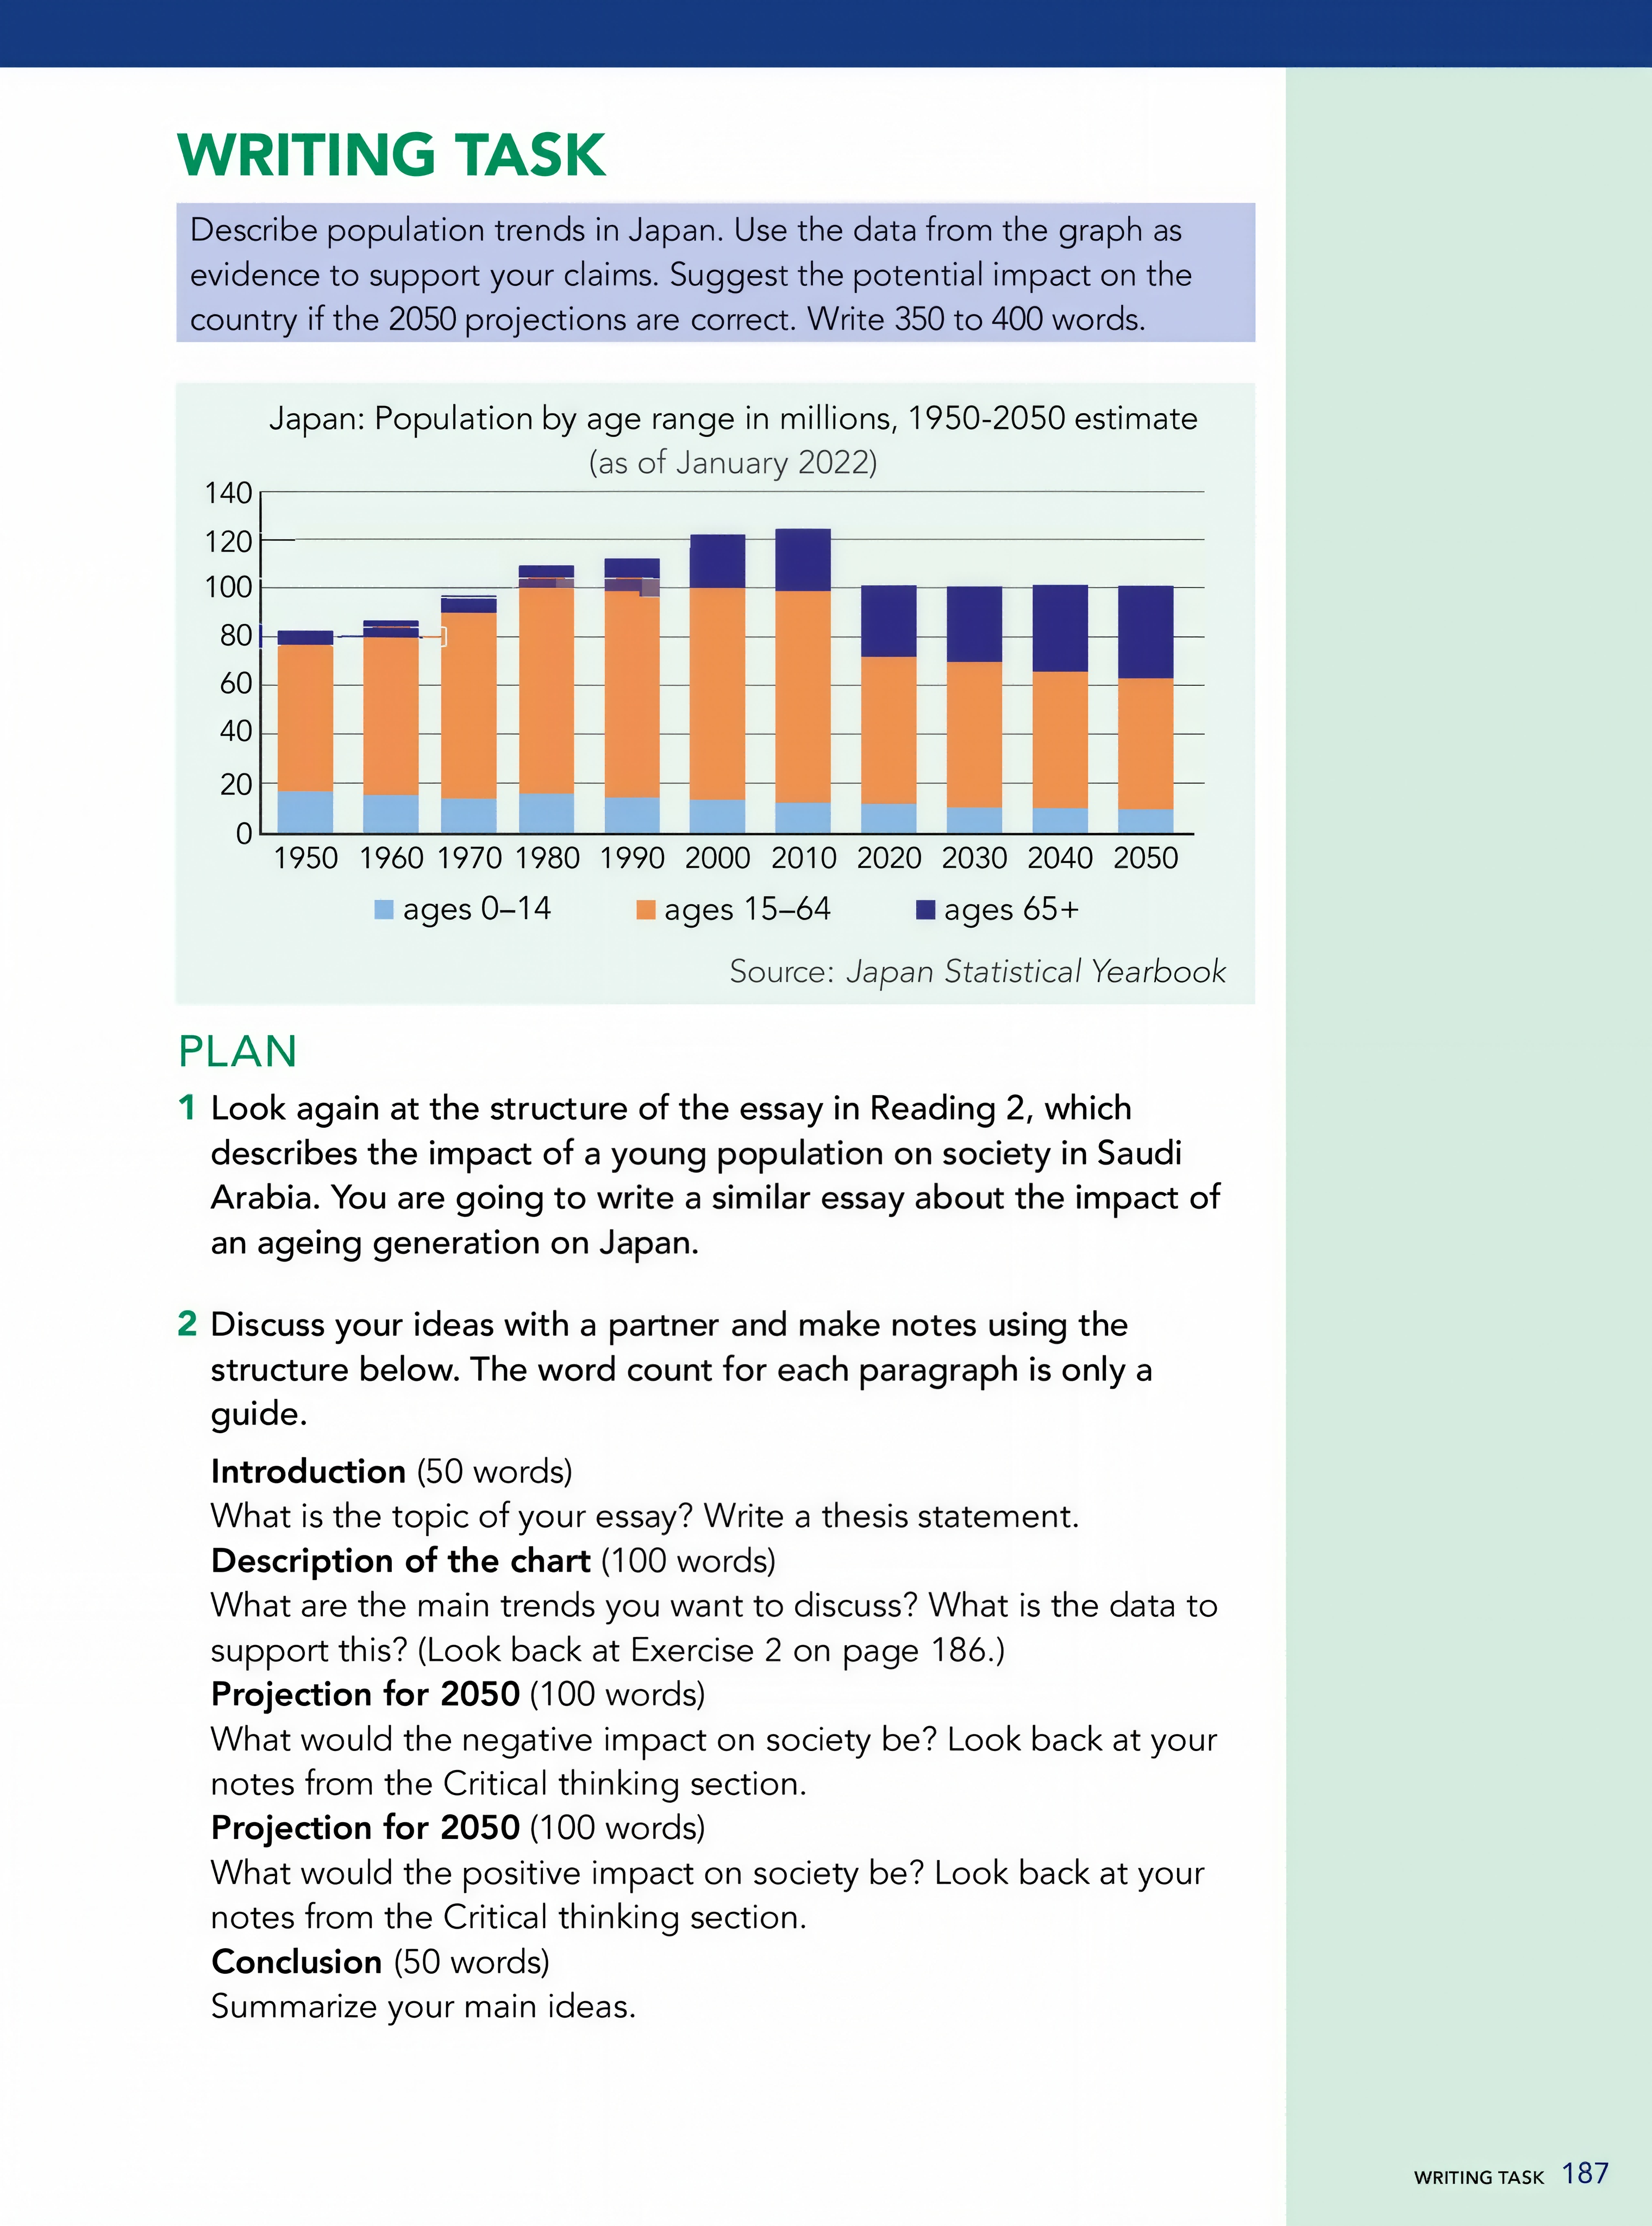 WRITING TASK
Describe population trends in Japan. Use the data from the graph as
evidence to support your claims. Suggest the potential impact on the
country if the 2050 projections are correct. Write 350 to 400 words.
Japan: Population by age range in millions, 1950-2050 estimate
(as of January 2022)
140
120
100
80
60
40
20
0
1950 1960 1970 1980 1990 2000 2010 2020 2030 2040 2050
ages 0–14 ages 15–64 ages 65+
Source: Japan Statistical Yearbook
PLAN
1 Look again at the structure of the essay in Reading 2, which
describes the impact of a young population on society in Saudi
Arabia. You are going to write a similar essay about the impact of
an ageing generation on Japan.
2 Discuss your ideas with a partner and make notes using the
structure below. The word count for each paragraph is only a
guide.
Introduction (50 words)
What is the topic of your essay? Write a thesis statement.
Description of the chart (100 words)
What are the main trends you want to discuss? What is the data to
support this? (Look back at Exercise 2 on page 186.)
Projection for 2050 (100 words)
What would the negative impact on society be? Look back at your
notes from the Critical thinking section.
Projection for 2050 (100 words)
What would the positive impact on society be? Look back at your
notes from the Critical thinking section.
Conclusion (50 words)
Summarize your main ideas.
WRITING TASK 187